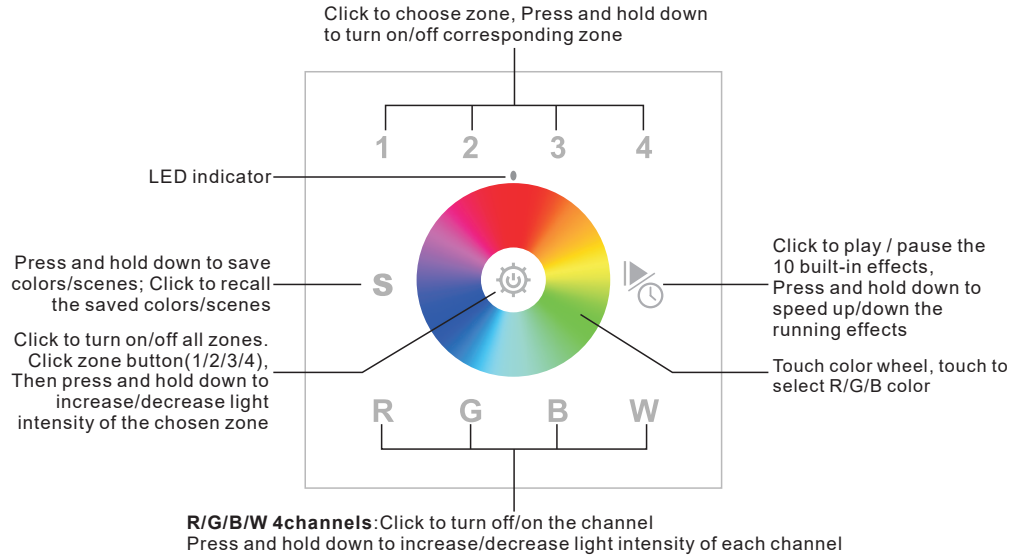 Click to choose zone, Press and hold down
to turn on/off corresponding zone
1 2 3 4
LED indicator
Press and hold down to save
colors/scenes; Click to recall
the saved colors/scenes
S
Click to play / pause the
10 built-in effects,
Press and hold down to
speed up/down the
running effects
Click to turn on/off all zones.
Click zone button(1/2/3/4),
Then press and hold down to
increase/decrease light
intensity of the chosen zone
Touch color wheel, touch to
select R/G/B color
R G B W
R/G/B/W 4channels:Click to turn off/on the channel
Press and hold down to increase/decrease light intensity of each channel